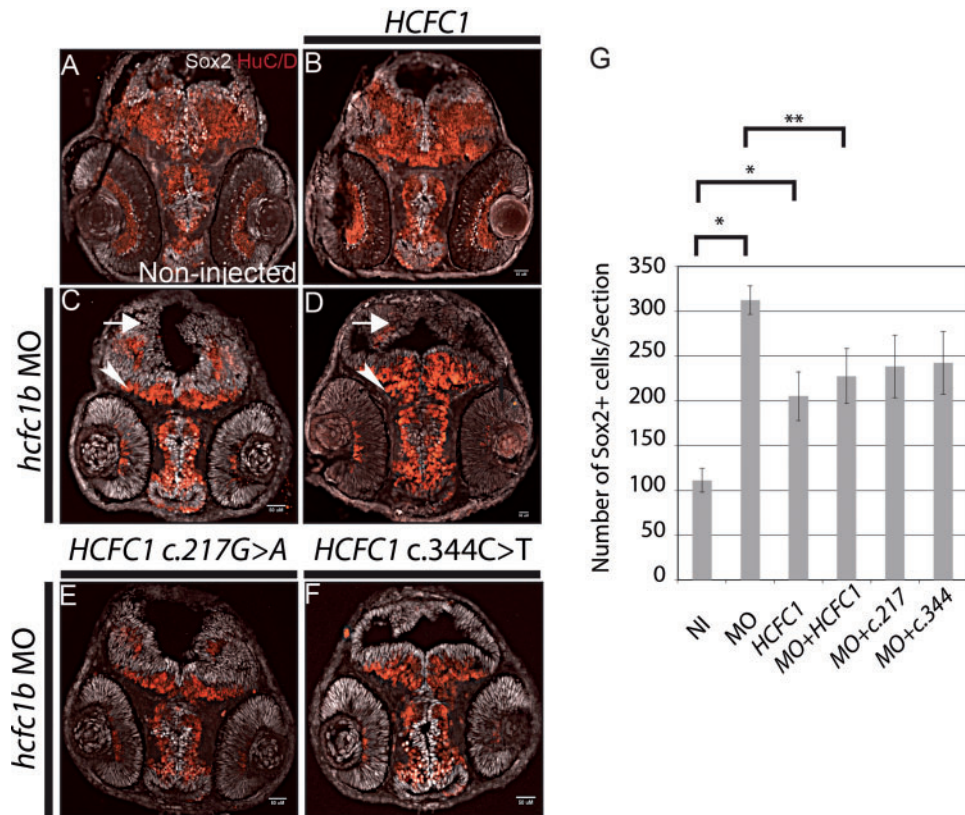 HCFC1
A
Sox2 HuC/D
B
Non-injected
C
D
hcfc1b MO
HCFC1 c.217G>A
HCFC1 c.344C>T
E
F
hcfc1b MO
G
**
*
*
Number of Sox2+ cells/Section
350
300
250
200
150
100
50
0
NI
MO
HCFC1
MO+HCFC1
MO+c.217
MO+c.344